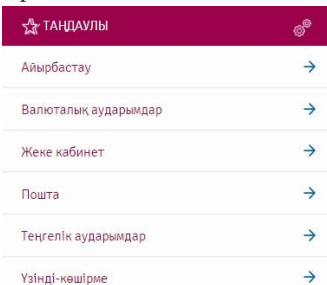 ТАҢДАУЛЫ
Айырбастау
Валюталық аударымдар
Жеке кабинет
Пошта
Теңгелік аударымдар
Үзінді-көшірме